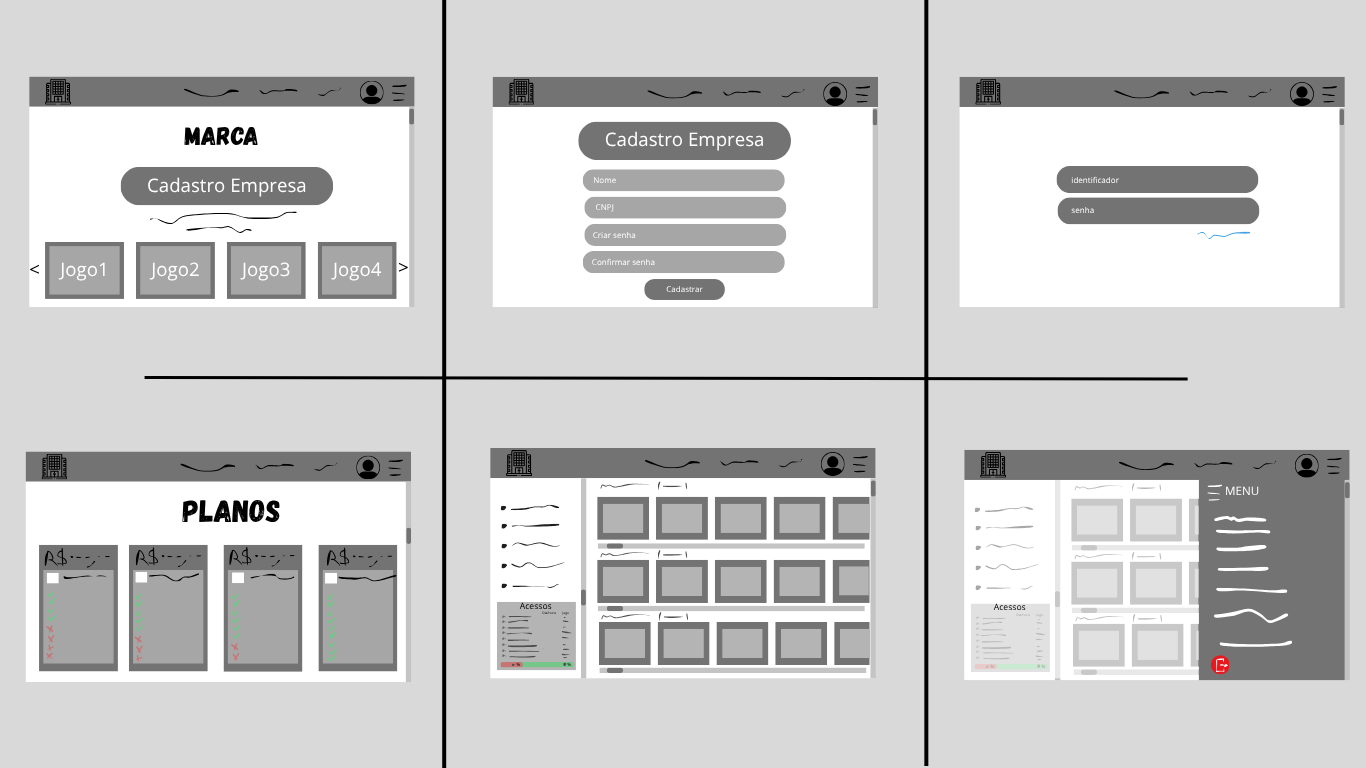 MARCA
Cadastro Empresa
< Jogo1 Jogo2 Jogo3 Jogo4 >
Cadastro Empresa
Nome
CNPJ
Criar senha
Confirmar senha
Cadastrar
identificador
senha
PLANOS
R$ R$ R$ R$
Acessos
Acessos
MENU